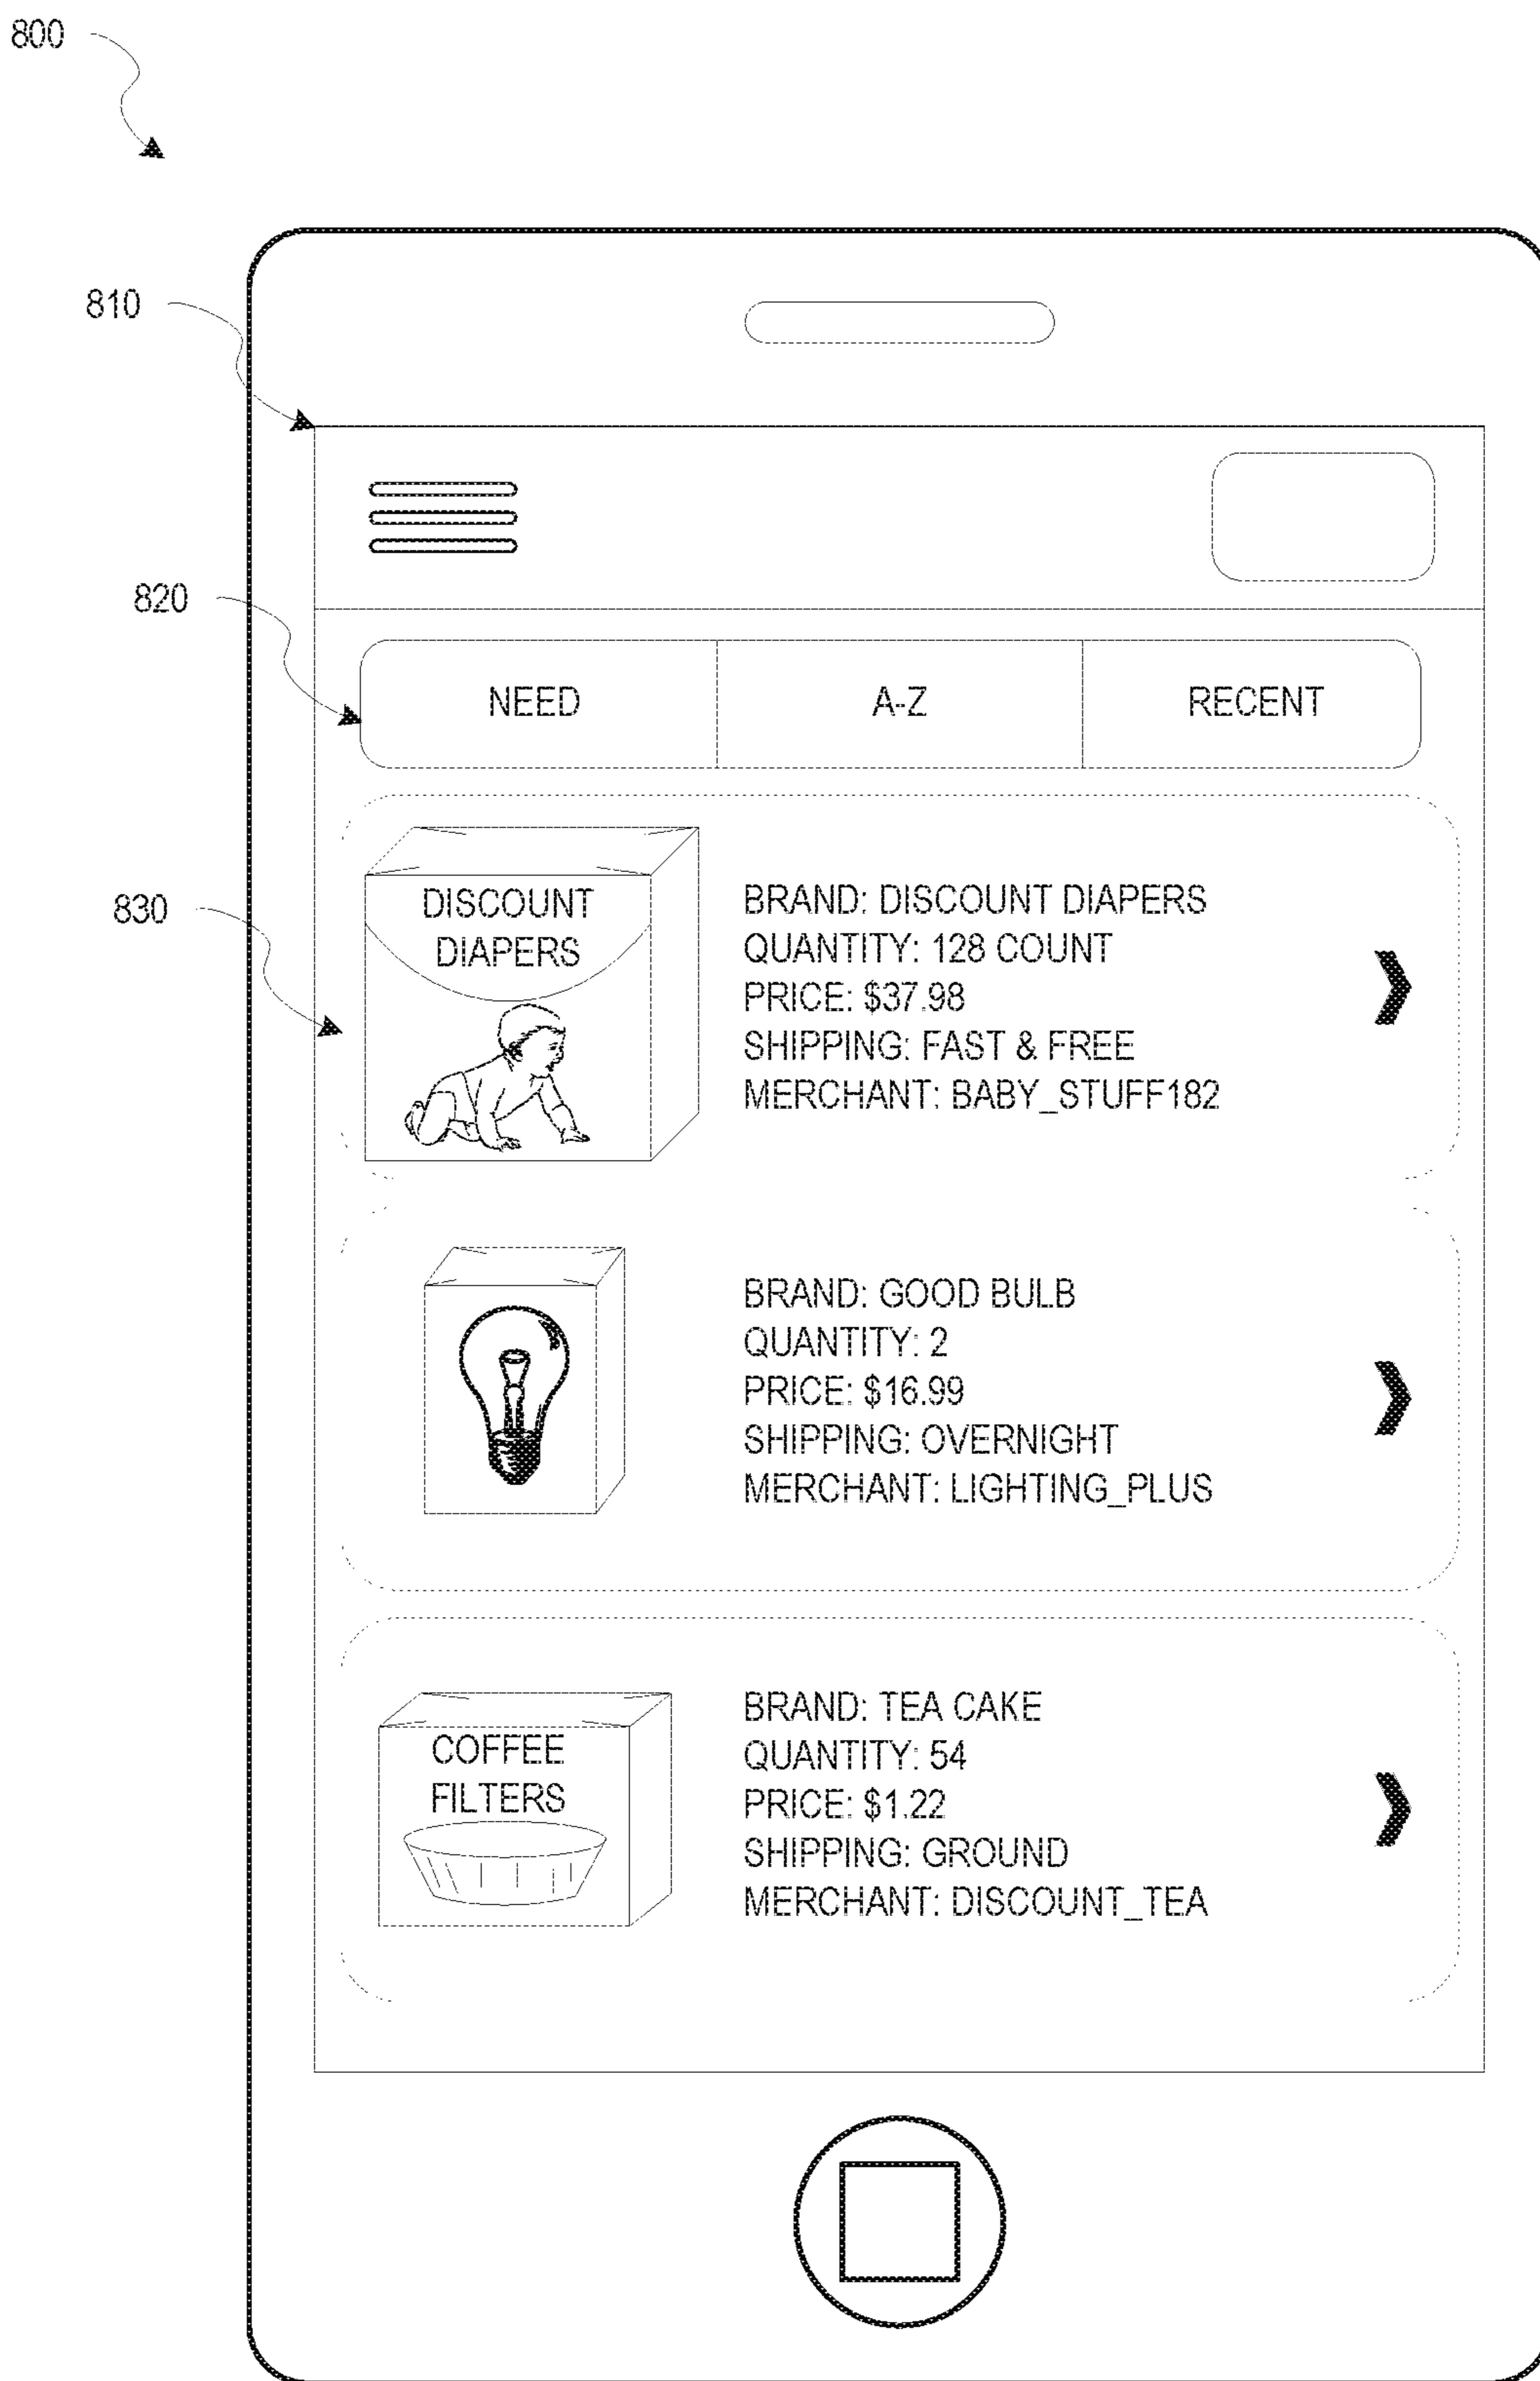 800
810
820
NEED
A-Z
RECENT
830
DISCOUNT
DIAPERS
BRAND: DISCOUNT DIAPERS
QUANTITY: 128 COUNT
PRICE: $37.98
SHIPPING: FAST & FREE
MERCHANT: BABY_STUFF182
BRAND: GOOD BULB
QUANTITY: 2
PRICE: $16.99
SHIPPING: OVERNIGHT
MERCHANT: LIGHTING_PLUS
COFFEE
FILTERS
BRAND: TEA CAKE
QUANTITY: 54
PRICE: $1.22
SHIPPING: GROUND
MERCHANT: DISCOUNT_TEA